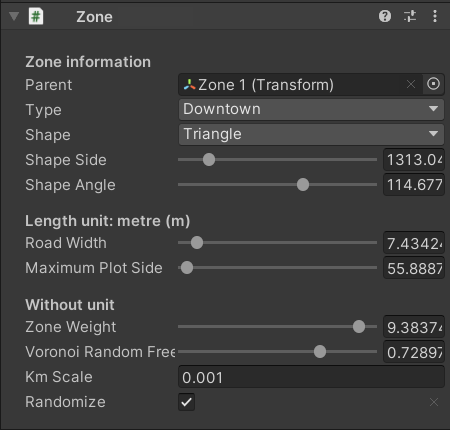 Zone
Zone information
Parent Zone 1 (Transform)
Type Downtown
Shape Triangle
Shape Side 1313.04
Shape Angle 114.677
Length unit: metre (m)
Road Width 7.43424
Maximum Plot Side 55.8887
Without unit
Zone Weight 9.38374
Voronoi Random Free 0.72897
Km Scale 0.001
Randomize